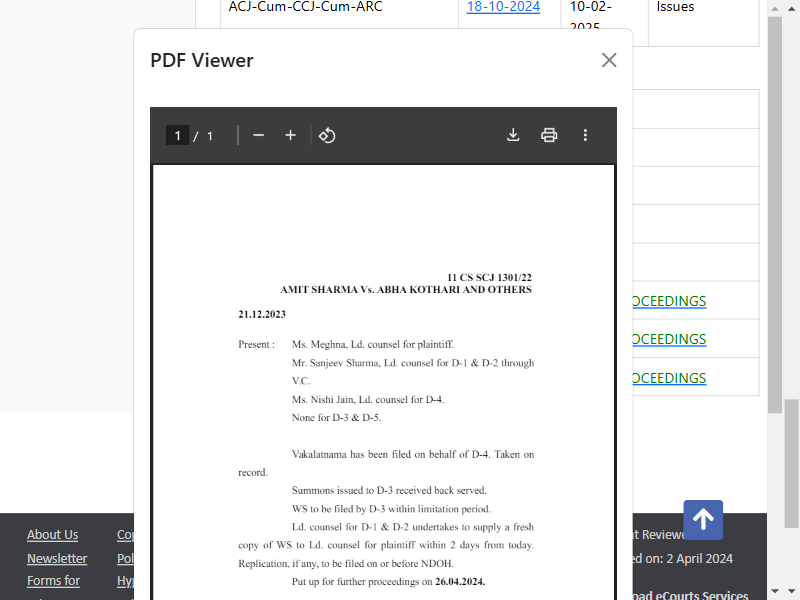 ACJ-Cum-CCJ-Cum-ARC 18-10-2024 10-02- Issues
2025
PDF Viewer
1 / 1
11 CS SCJ 1301/22
AMIT SHARMA Vs. ABHA KOTHARI AND OTHERS
21.12.2023
Present : Ms. Meghna, Ld. counsel for plaintiff.
Mr. Sanjeev Sharma, Ld. counsel for D-1 & D-2 through
V.C.
Ms. Nishi Jain, Ld. counsel for D-4.
None for D-3 & D-5.
Vakalatnama has been filed on behalf of D-4. Taken on
record.
Summons issued to D-3 received back served.
WS to be filed by D-3 within limitation period.
Ld. counsel for D-1 & D-2 undertakes to supply a fresh
copy of WS to Ld. counsel for plaintiff within 2 days from today.
Replication, if any, to be filed on or before NDOH.
Put up for further proceedings on 26.04.2024.
OCEEDINGS
OCEEDINGS
OCEEDINGS
About Us Cop
Newsletter Pol
Forms for Hyp
nt Reviewe
ed on: 2 April 2024
oad eCourts Services